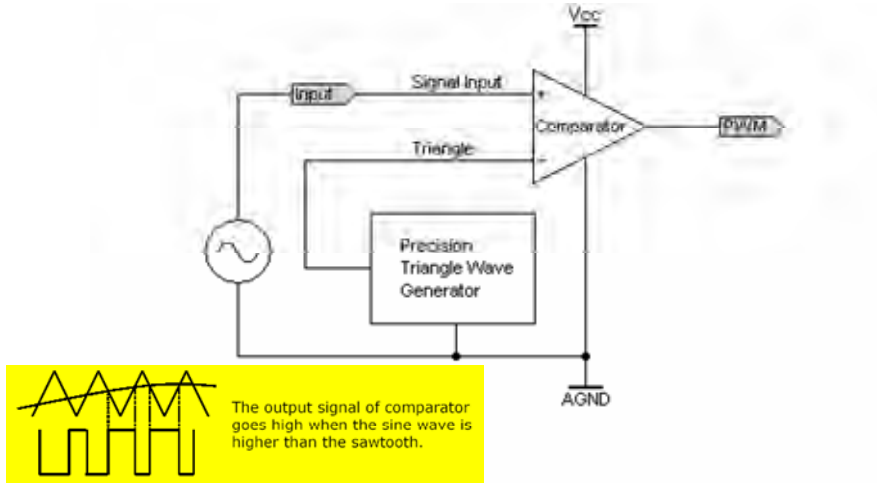 Vcc
Signal Input
Input
+
Comparator
PWM
Triangle
-
Precision
Triangle Wave
Generator
AGND
The output signal of comparator
goes high when the sine wave is
higher than the sawtooth.